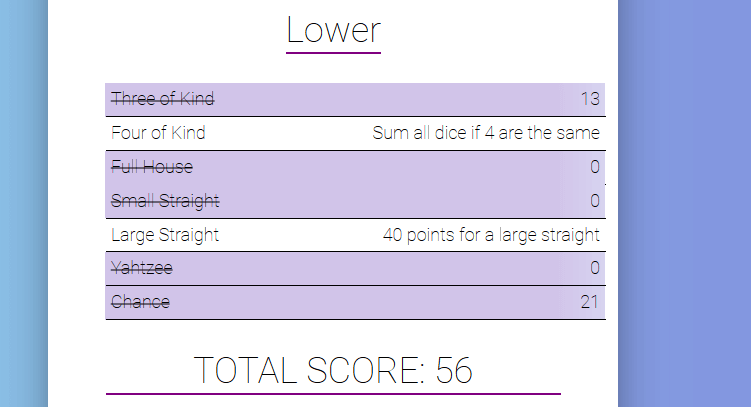 Lower
Three of Kind 13
Four of Kind Sum all dice if 4 are the same
Full House 0
Small Straight 0
Large Straight 40 points for a large straight
Yahtzee 0
Chance 21
TOTAL SCORE: 56